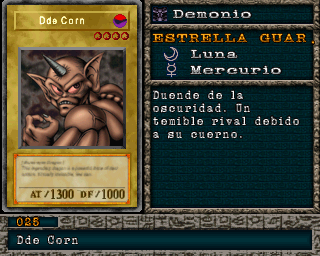 Dde Corn
AT/1300 DF/1000
Demonio
ESTRELLA GUAR.
Luna
Mercurio
Duende de la
oscuridad. Un
temible rival debido
a su cuerno.
025
Dde Corn